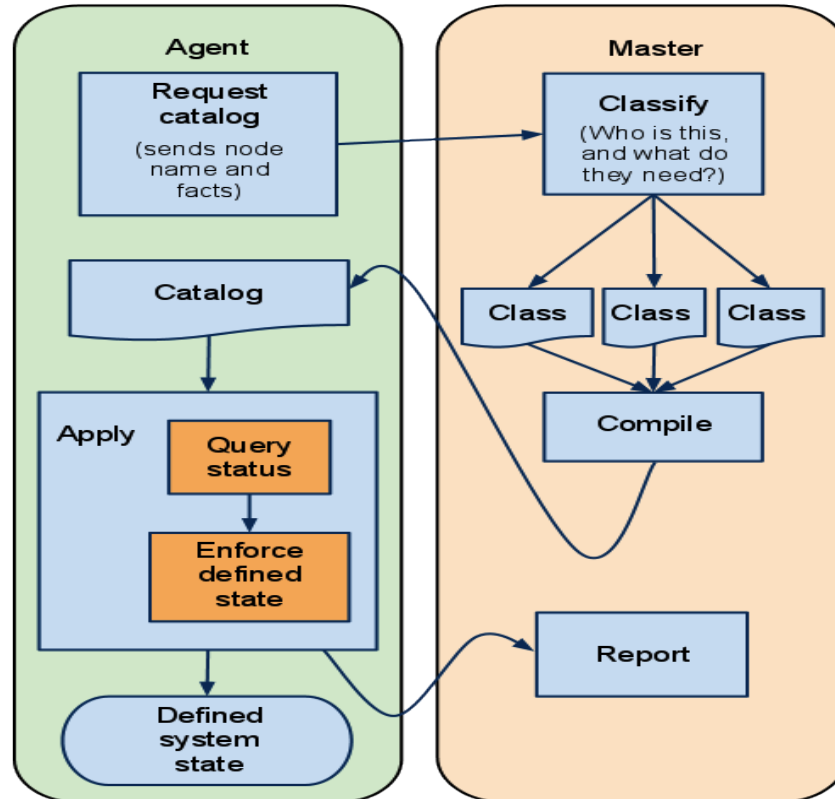 Agent
Request
catalog
(sends node
name and
facts)
Catalog
Apply
Query
status
Enforce
defined
state
Defined
system
state
Master
Classify
(Who is this,
and what do
they need?)
Class
Class
Class
Compile
Report